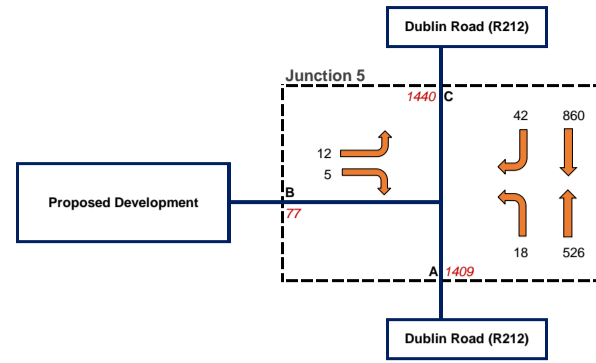 Dublin Road (R212)
Junction 5
1440 C
42 860
12
5
Proposed Development
B
77
18 526
A 1409
Dublin Road (R212)